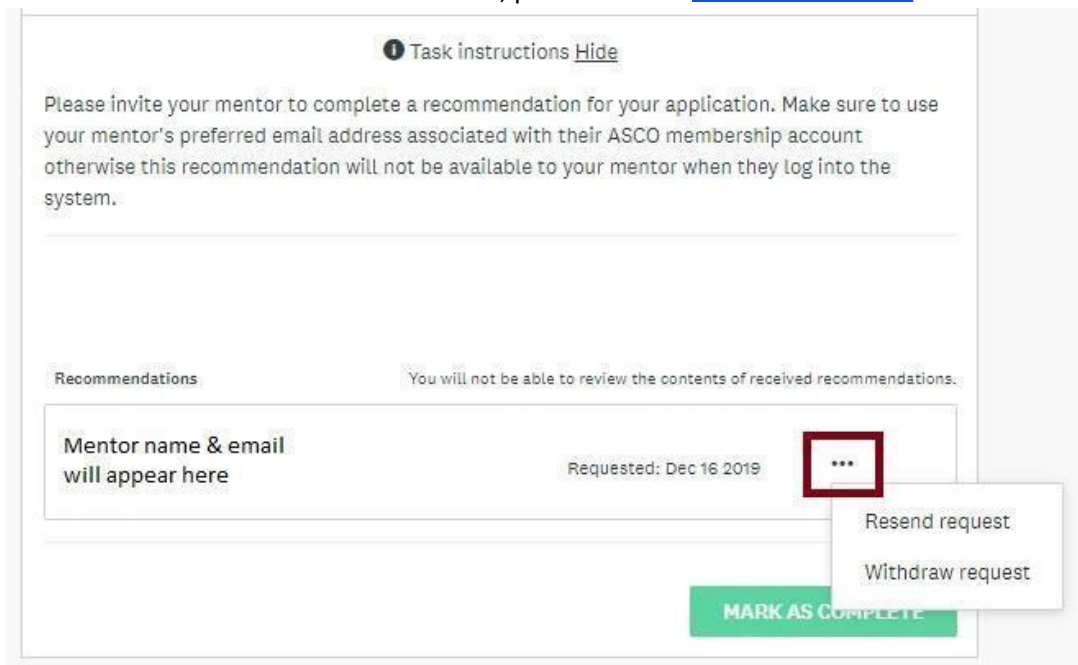 Task instructions Hide
Please invite your mentor to complete a recommendation for your application. Make sure to use
your mentor's preferred email address associated with their ASCO membership account
otherwise this recommendation will not be available to your mentor when they log into the
system.
Recommendations You will not be able to review the contents of received recommendations.
Mentor name & email
will appear here
Requested: Dec 16 2019
•••
Resend request
Withdraw request
MARK AS COMPLETE